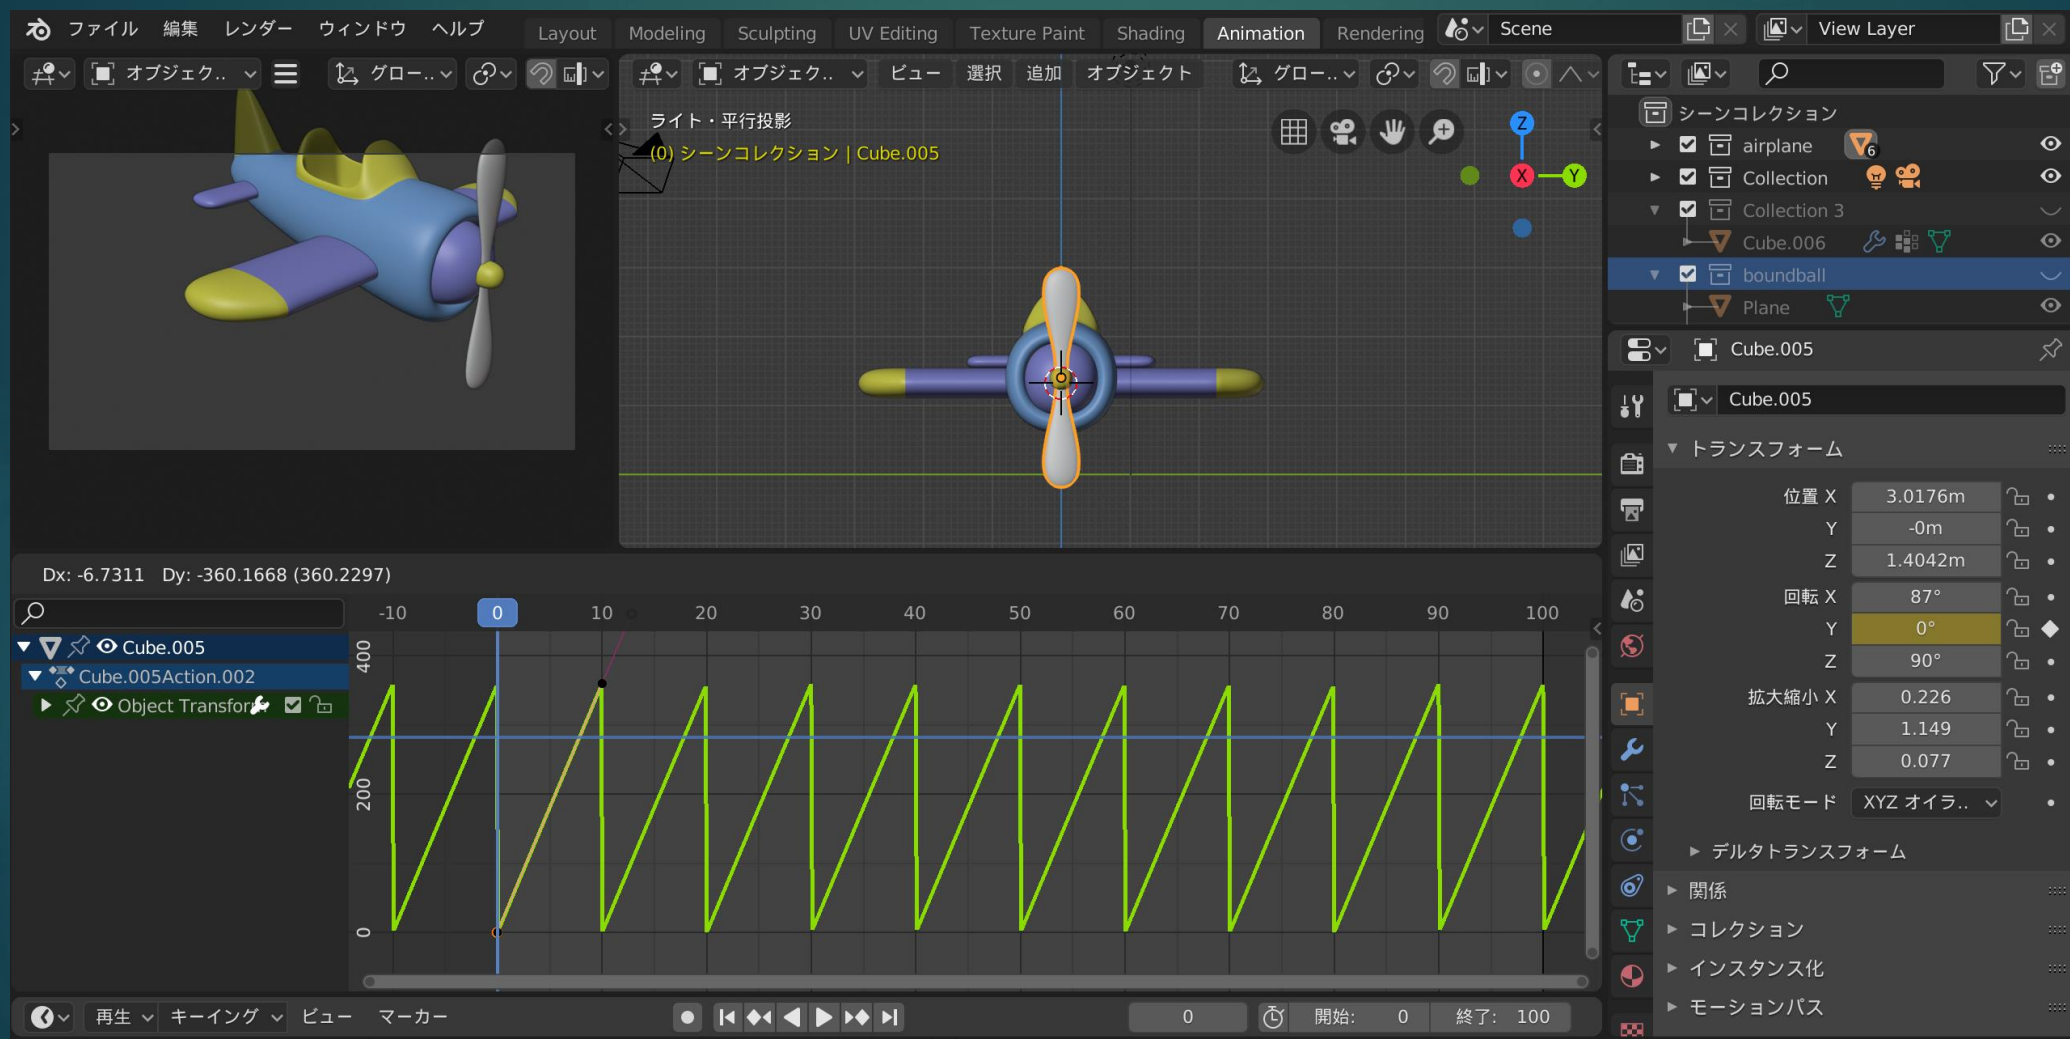 ファイル 編集 レンダー ウィンドウ ヘルプ Layout Modeling Sculpting UV Editing Texture Paint Shading Animation Rendering Scene View Layer
オブジェク.. グロー.. オブジェク.. ビュー 選択 追加 オブジェクト グロー..
ライト・平行投影
(0) シーンコレクション | Cube.005
Z
X
Y
シーンコレクション
airplane 6
Collection
Collection 3
Cube.006
boundball
Plane
Cube.005
Cube.005
トランスフォーム
位置 X 3.0176m
Y -0m
Z 1.4042m
回転 X 87°
Y 0°
Z 90°
拡大縮小 X 0.226
Y 1.149
Z 0.077
回転モード XYZ オイラ..
デルタトランスフォーム
関係
コレクション
インスタンス化
モーションパス
Dx: -6.7311 Dy: -360.1668 (360.2297)
-10 0 10 20 30 40 50 60 70 80 90 100
Cube.005
Cube.005Action.002
Object Transfor
400
200
0
再生 キーイング ビュー マーカー 0 開始: 0 終了: 100